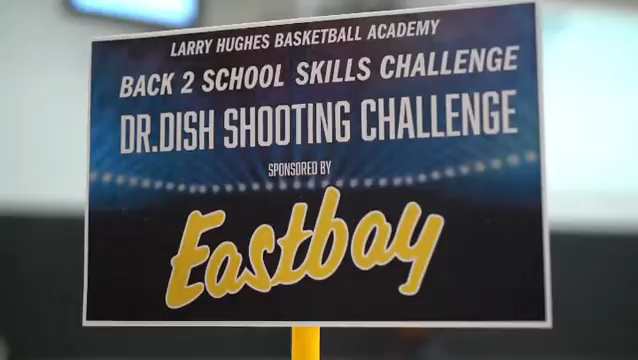 LARRY HUGHES BASKETBALL ACADEMY
BACK 2 SCHOOL SKILLS CHALLENGE
DR.DISH SHOOTING CHALLENGE
SPONSORED BY
Eastbay